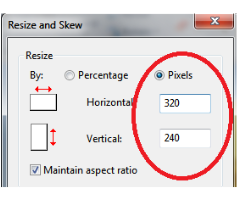 Resize and Skew
Resize
By: Percentage Pixels
Horizontal: 320
Vertical: 240
Maintain aspect ratio